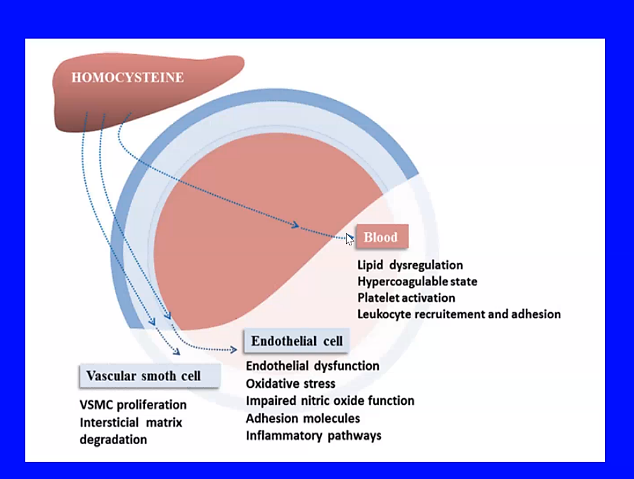 HOMOCYSTEINE
Blood
Lipid dysregulation
Hypercoagulable state
Platelet activation
Leukocyte recruitement and adhesion
Endothelial cell
Endothelial dysfunction
Oxidative stress
Impaired nitric oxide function
Adhesion molecules
Inflammatory pathways
Vascular smoth cell
VSMC proliferation
Intersticial matrix
degradation